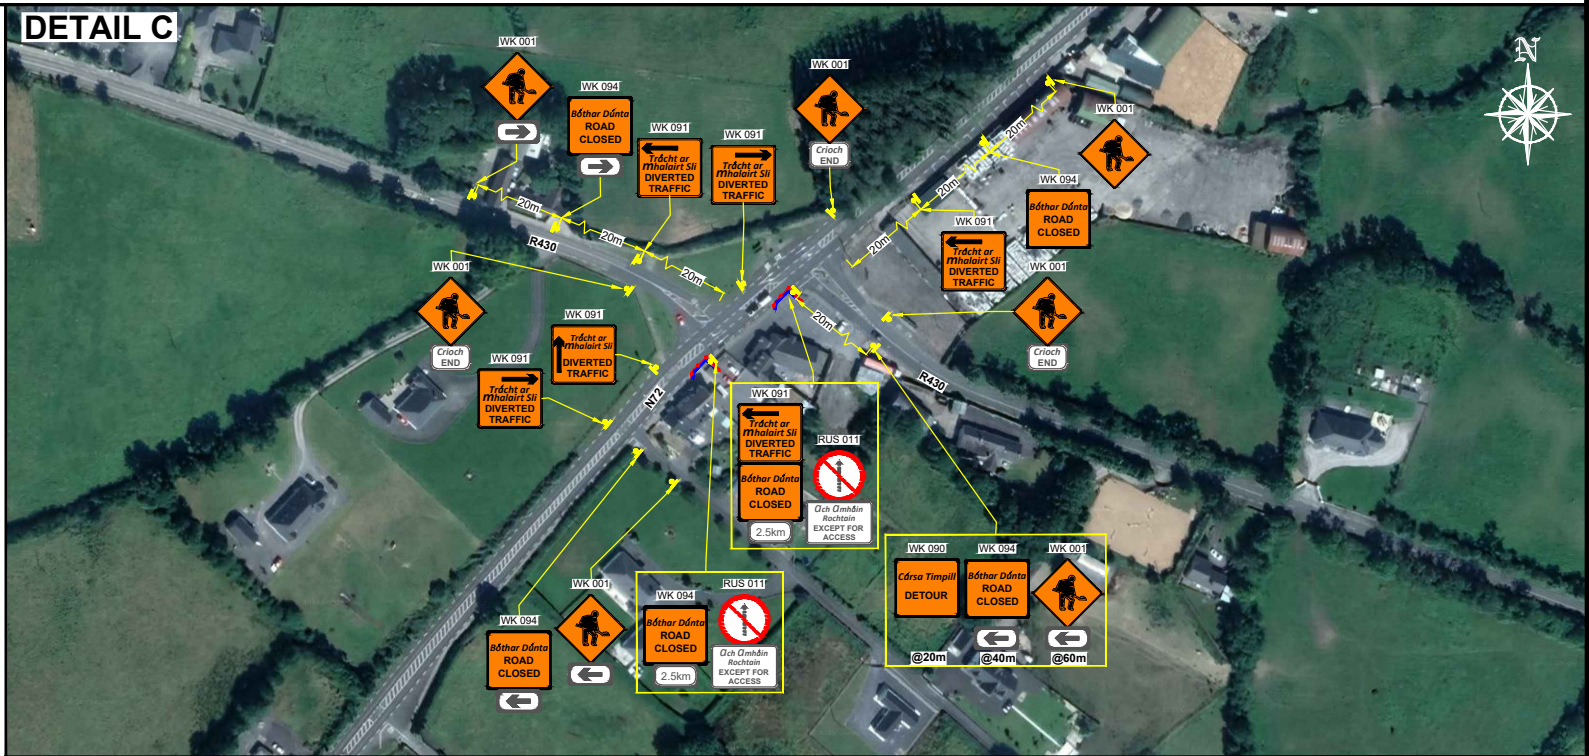 DETAIL C
N
WK 001
WK 094
Bóthar Dúnta
ROAD
CLOSED
WK 091
Trácht ar
Mhalairt Slí
DIVERTED
TRAFFIC
WK 091
Trácht ar
Mhalairt Slí
DIVERTED
TRAFFIC
WK 001
Críoch
END
WK 001
WK 094
Bóthar Dúnta
ROAD
CLOSED
WK 091
Trácht ar
Mhalairt Slí
DIVERTED
TRAFFIC
20m
20m
20m
20m
20m
20m
R430
WK 001
Críoch
END
WK 091
Trácht ar
Mhalairt Slí
DIVERTED
TRAFFIC
WK 091
Trácht ar
Mhalairt Slí
DIVERTED
TRAFFIC
WK 001
Críoch
END
20m
R430
N72
WK 091
Trácht ar
Mhalairt Slí
DIVERTED
TRAFFIC
Bóthar Dúnta
ROAD
CLOSED
2.5km
RUS 011
Ach Amháin
Rochtain
EXCEPT FOR
ACCESS
WK 090
Cúrsa Timpill
DETOUR
@20m
WK 094
Bóthar Dúnta
ROAD
CLOSED
@40m
WK 001
@60m
WK 094
Bóthar Dúnta
ROAD
CLOSED
WK 001
WK 094
Bóthar Dúnta
ROAD
CLOSED
2.5km
RUS 011
Ach Amháin
Rochtain
EXCEPT FOR
ACCESS